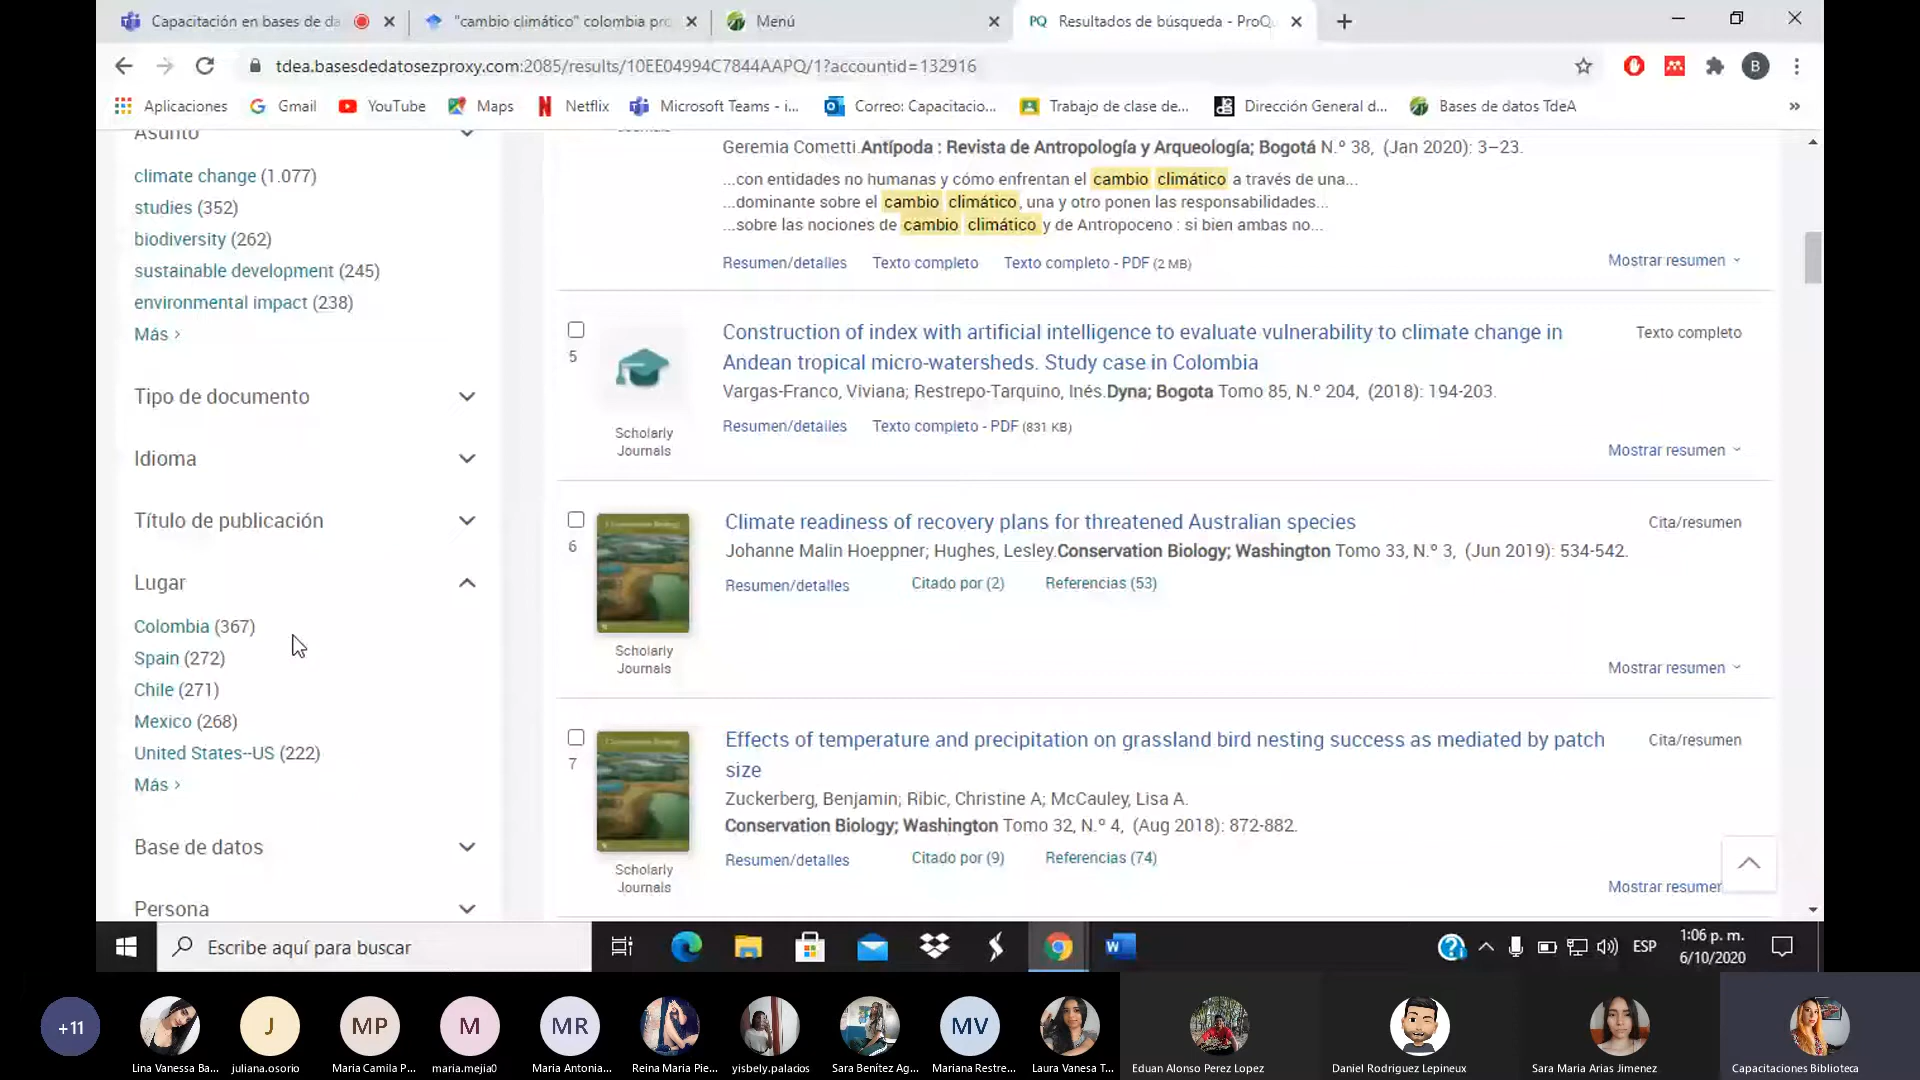 Capacitación en bases de da
"cambio climático" colombia pro
Menú
PQ Resultados de búsqueda - ProQu
tdea.basesdedatosezproxy.com:2085/results/10EE04994C7844AAPQ/1?accountid=132916
B
Aplicaciones
Gmail
YouTube
Maps
Netflix
Microsoft Teams - i...
Correo: Capacitacio...
Trabajo de clase de...
Dirección General d...
Bases de datos TdeA
»
Asunto
climate change (1.077)
studies (352)
biodiversity (262)
sustainable development (245)
environmental impact (238)
Más >
Tipo de documento
Idioma
Título de publicación
Lugar
Colombia (367)
Spain (272)
Chile (271)
Mexico (268)
United States--US (222)
Más >
Base de datos
Persona
Journals
Geremia Cometti.Antípoda : Revista de Antropología y Arqueología; Bogotá N.º 38, (Jan 2020): 3–23.
...con entidades no humanas y cómo enfrentan el cambio climático a través de una...
...dominante sobre el cambio climático, una y otro ponen las responsabilidades...
...sobre las nociones de cambio climático y de Antropoceno : si bien ambas no...
Resumen/detalles Texto completo Texto completo - PDF (2 MB)
Mostrar resumen
5
Scholarly
Journals
Construction of index with artificial intelligence to evaluate vulnerability to climate change in
Andean tropical micro-watersheds. Study case in Colombia
Texto completo
Vargas-Franco, Viviana; Restrepo-Tarquino, Inés.Dyna; Bogota Tomo 85, N.º 204, (2018): 194-203.
Resumen/detalles Texto completo - PDF (831 KB)
Mostrar resumen
6
Scholarly
Journals
Climate readiness of recovery plans for threatened Australian species
Cita/resumen
Johanne Malin Hoeppner; Hughes, Lesley.Conservation Biology; Washington Tomo 33, N.º 3, (Jun 2019): 534-542.
Resumen/detalles Citado por (2) Referencias (53)
Mostrar resumen
7
Scholarly
Journals
Effects of temperature and precipitation on grassland bird nesting success as mediated by patch
size
Cita/resumen
Zuckerberg, Benjamin; Ribic, Christine A; McCauley, Lisa A.
Conservation Biology; Washington Tomo 32, N.º 4, (Aug 2018): 872-882.
Resumen/detalles Citado por (9) Referencias (74)
Mostrar resumen
Escribe aquí para buscar
ESP
1:06 p. m.
6/10/2020
+11
J
MP
M
MR
MV
Lina Vanessa Ba...
juliana.osorio
Maria Camila P...
maria.mejia0
Maria Antonia...
Reina Maria Pie...
yisbely.palacios
Sara Benítez Ag...
Mariana Restre...
Laura Vanesa T...
Eduan Alonso Perez Lopez
Daniel Rodriguez Lepineux
Sara Maria Arias Jimenez
Capacitaciones Biblioteca